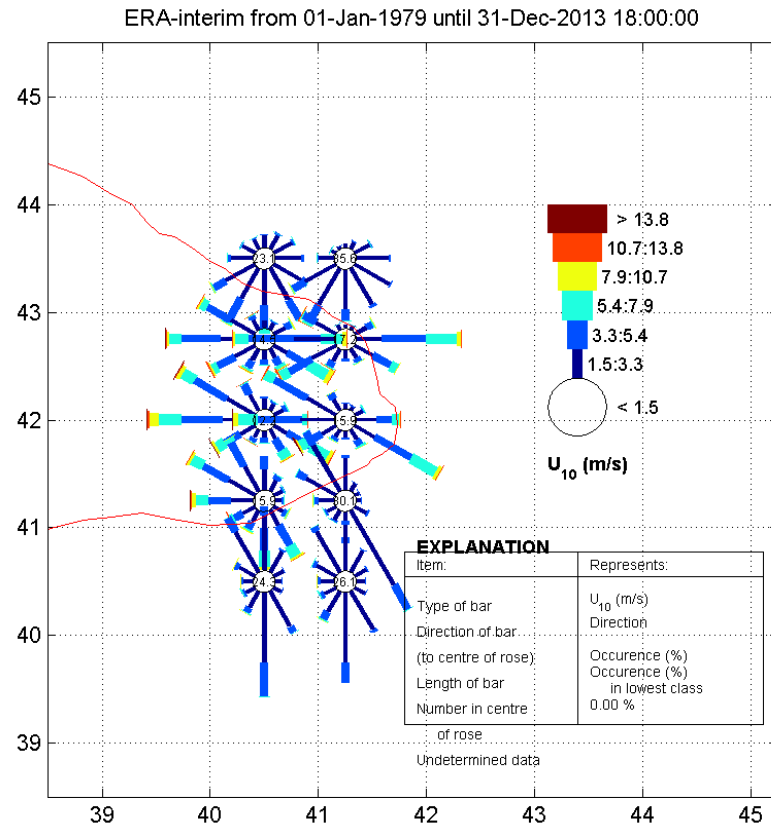 ERA-interim from 01-Jan-1979 until 31-Dec-2013 18:00:00
45
44
43
42
41
40
39
39
40
41
42
43
44
45
23.1
35.6
7.2
12.2
5.9
5.9
30.1
24.3
26.1
> 13.8
10.7:13.8
7.9:10.7
5.4:7.9
3.3:5.4
1.5:3.3
< 1.5
U10 (m/s)
EXPLANATION
Item:
Represents:
Type of bar
U10 (m/s)
Direction of bar
Direction
(to centre of rose)
Occurence (%)
Length of bar
Occurence (%)
Number in centre
in lowest class
of rose
0.00 %
Undetermined data